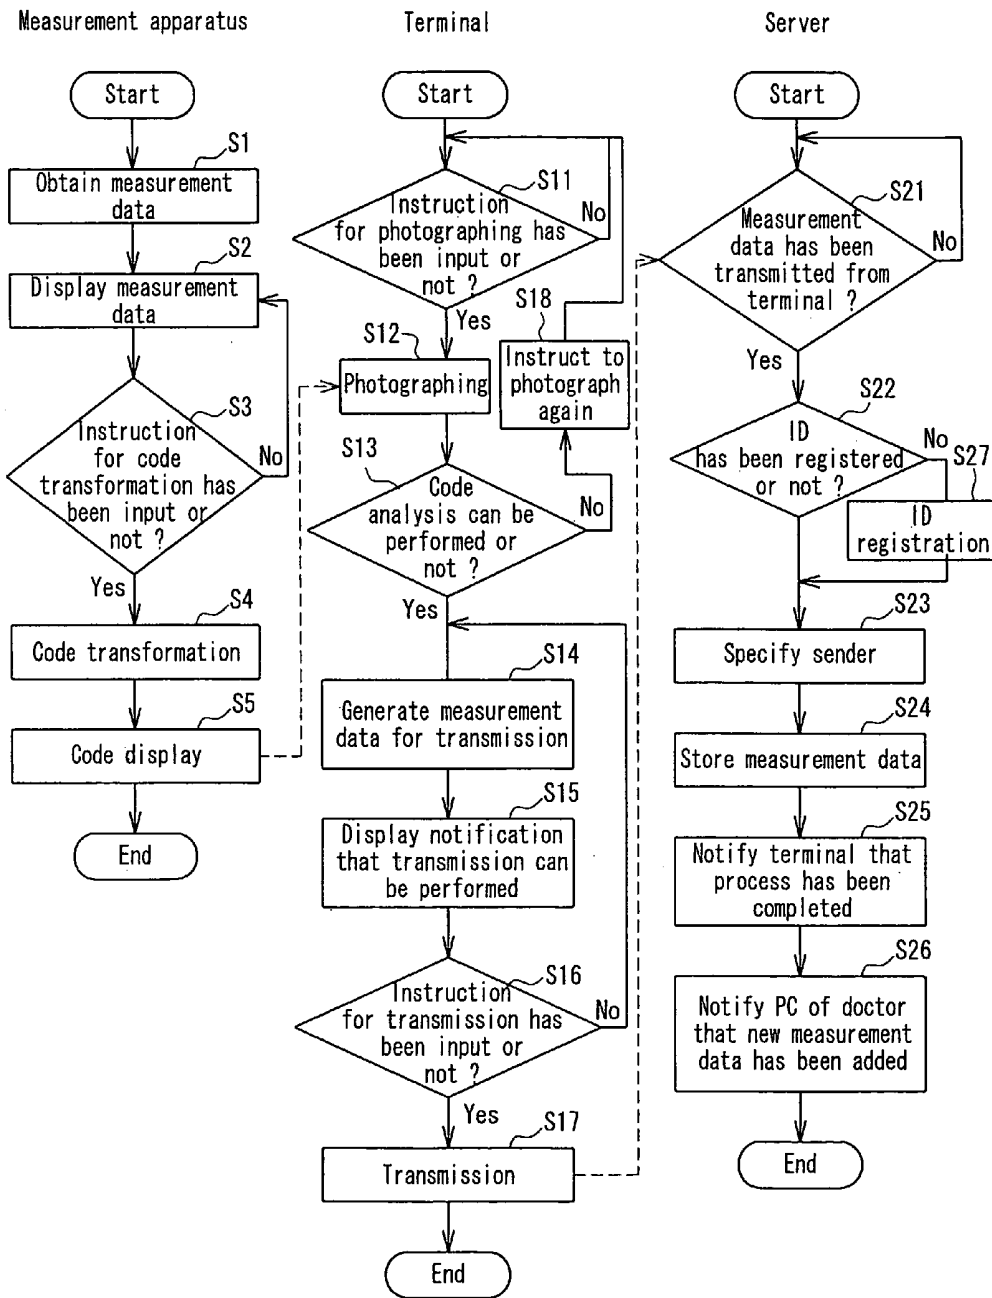 Measurement apparatus
Start
S1
Obtain measurement
data
S2
Display measurement
data
S3
Instruction
for code
transformation has
been input or
not ?
No
Yes
S4
Code transformation
S5
Code display
End
Terminal
Start
S11
Instruction
for photographing has
been input or
not ?
No
Yes
S12
Photographing
S18
Instruct to
photograph
again
S13
Code
analysis can be
performed or
not ?
No
Yes
S14
Generate measurement
data for transmission
S15
Display notification
that transmission can
be performed
S16
Instruction
for transmission has
been input or
not ?
No
Yes
S17
Transmission
End
Server
Start
S21
Measurement
data has been
transmitted from
terminal ?
No
Yes
S22
ID
has been registered
or not ?
No
S27
ID
registration
S23
Specify sender
S24
Store measurement data
S25
Notify terminal that
process has been
completed
S26
Notify PC of doctor
that new measurement
data has been added
End